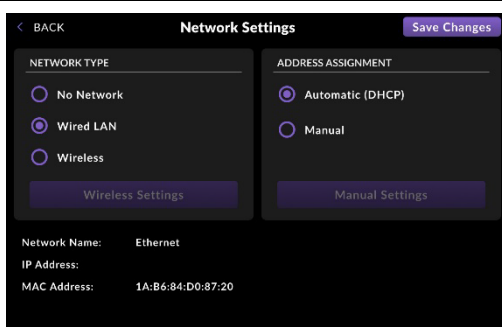 BACK
Network Settings
Save Changes
NETWORK TYPE
No Network
Wired LAN
Wireless
Wireless Settings
ADDRESS ASSIGNMENT
Automatic (DHCP)
Manual
Manual Settings
Network Name: Ethernet
IP Address:
MAC Address: 1A:B6:84:D0:87:20